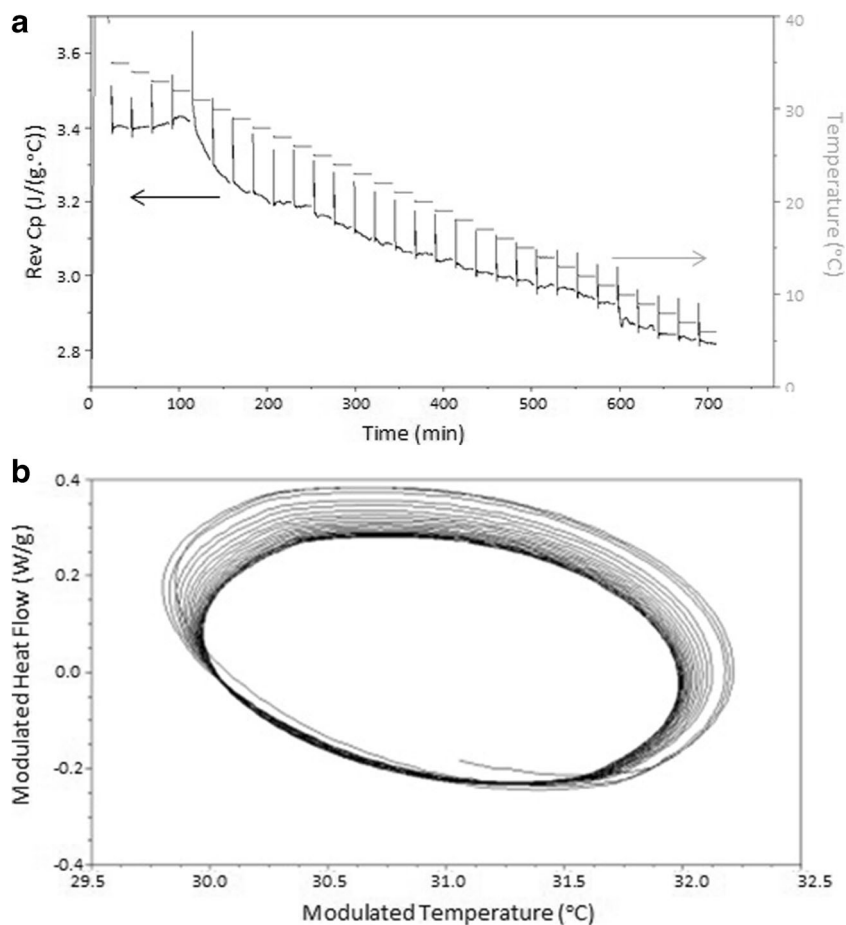 a
Rev Cp (J/(g.°C))
3.6
3.4
3.2
3.0
2.8
40
30
20
10
0
Temperature (°C)
0 100 200 300 400 500 600 700
Time (min)
b
Modulated Heat Flow (W/g)
0.4
0.2
0.0
-0.2
-0.4
29.5 30.0 30.5 31.0 31.5 32.0 32.5
Modulated Temperature (°C)